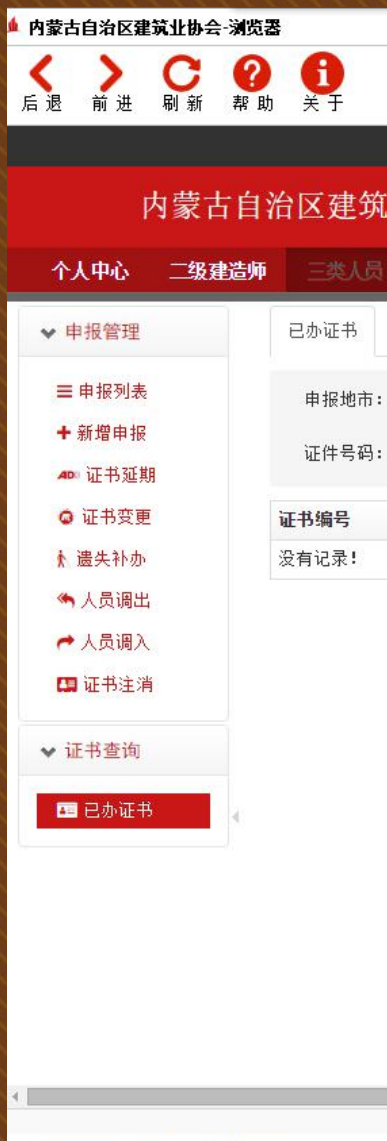 内蒙古自治区建筑业协会-浏览器
后退 前进 刷新 帮助 关于
内蒙古自治区建筑
个人中心 二级建造师 三类人员
申报管理
已办证书
申报列表
申报地市：
新增申报
证件号码：
证书延期
证书变更
证书编号
遗失补办
没有记录！
人员调出
人员调入
证书注消
证书查询
已办证书